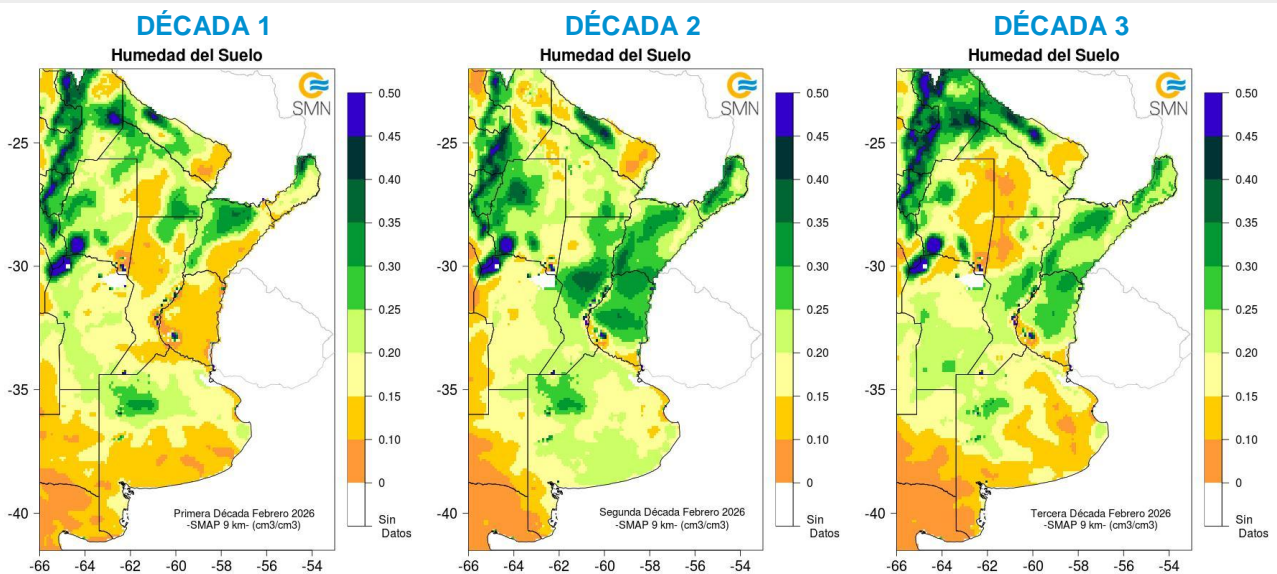 DÉCADA 1
Humedad del Suelo
SMN
-25
-30
-35
-40
-66 -64 -62 -60 -58 -56 -54
0.50
0.45
0.40
0.35
0.30
0.25
0.20
0.15
0.10
0
Sin
Datos
Primera Década Febrero 2026
-SMAP 9 km- (cm3/cm3)
DÉCADA 2
Humedad del Suelo
SMN
-25
-30
-35
-40
-66 -64 -62 -60 -58 -56 -54
0.50
0.45
0.40
0.35
0.30
0.25
0.20
0.15
0.10
0
Sin
Datos
Segunda Década Febrero 2026
-SMAP 9 km- (cm3/cm3)
DÉCADA 3
Humedad del Suelo
SMN
-25
-30
-35
-40
-66 -64 -62 -60 -58 -56 -54
0.50
0.45
0.40
0.35
0.30
0.25
0.20
0.15
0.10
0
Sin
Datos
Tercera Década Febrero 2026
-SMAP 9 km- (cm3/cm3)